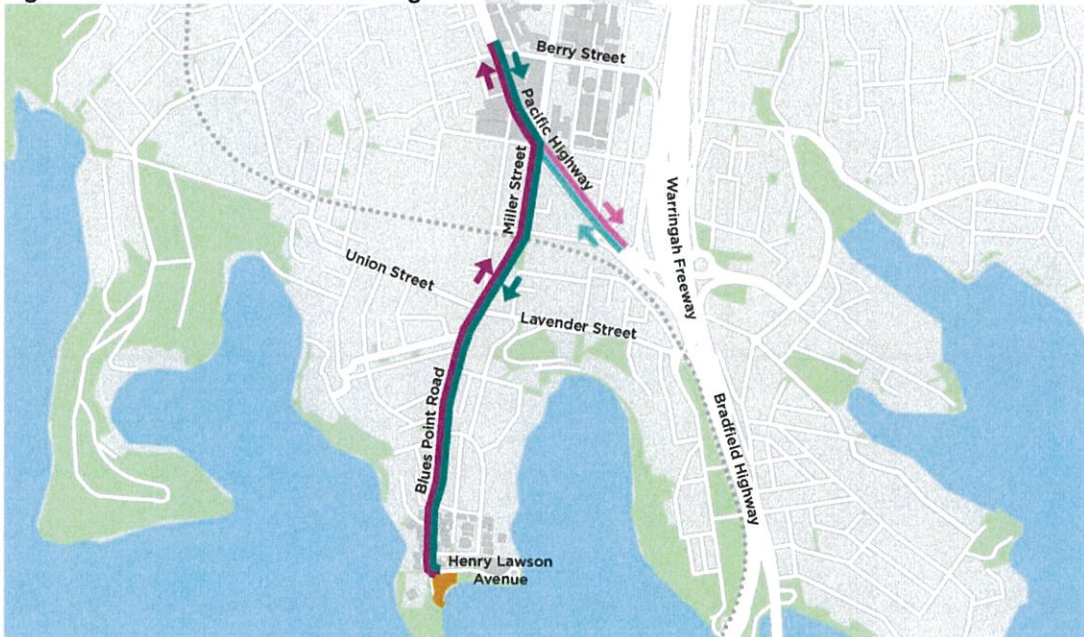 Berry Street
Pacific Highway
Miller Street
Warringah Freeway
Union Street
Lavender Street
Blues Point Road
Bradfield Highway
Henry Lawson
Avenue